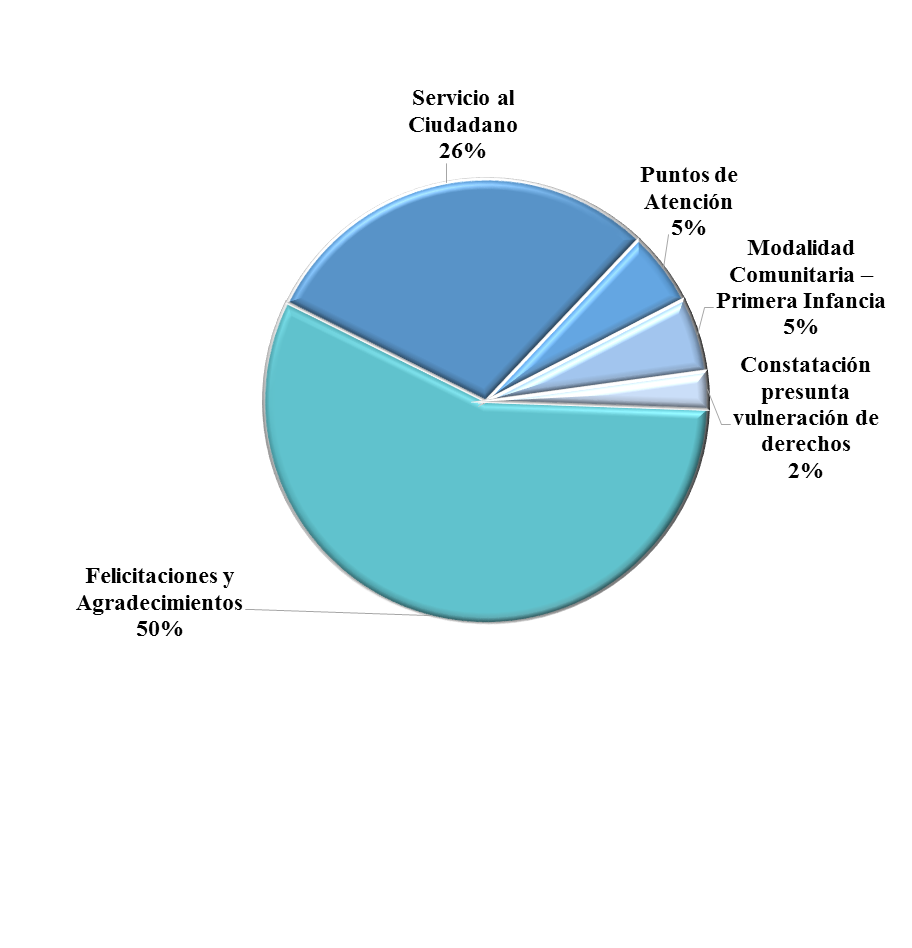 Servicio al
Ciudadano
26%
Puntos de
Atención
5%
Modalidad
Comunitaria –
Primera Infancia
5%
Constatación
presunta
vulneración de
derechos
2%
Felicitaciones y
Agradecimientos
50%